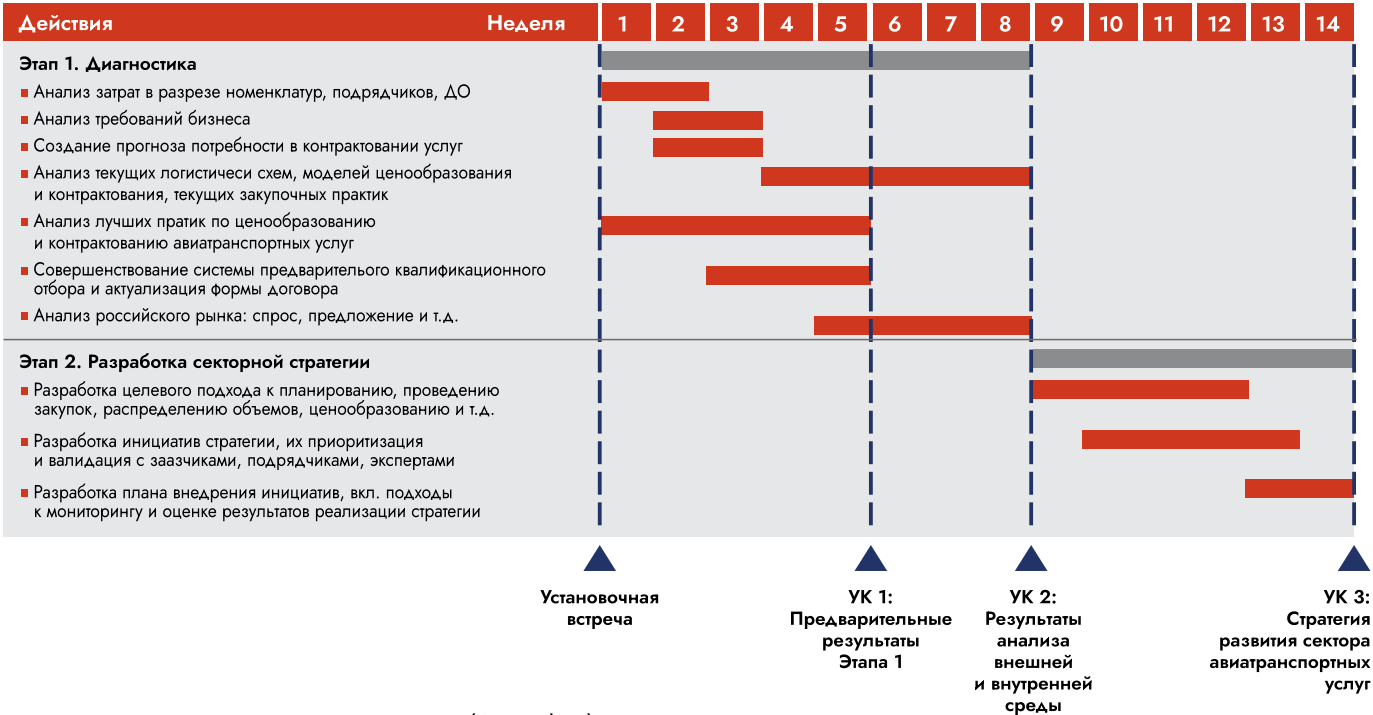 Действия Неделя 1 2 3 4 5 6 7 8 9 10 11 12 13 14
Этап 1. Диагностика
Анализ затрат в разрезе номенклатур, подрядчиков, ДО
Анализ требований бизнеса
Создание прогноза потребности в контрактовании услуг
Анализ текущих логистичеси схем, моделей ценообразования
и контрактования, текущих закупочных практик
Анализ лучших пратик по ценообразованию
и контрактованию авиатранспортных услуг
Совершенствование системы предварителього квалификационного
отбора и актуализация формы договора
Анализ российского рынка: спрос, предложение и т.д.
Этап 2. Разработка секторной стратегии
Разработка целевого подхода к планированию, проведению
закупок, распределению объемов, ценообразованию и т.д.
Разработка инициатив стратегии, их приоритизация
и валидация с заазчиками, подрядчиками, экспертами
Разработка плана внедрения инициатив, вкл. подходы
к мониторингу и оценке результатов реализации стратегии
Установочная
встреча
УК 1:
Предварительные
результаты
Этапа 1
УК 2:
Результаты
анализа
внешней
и внутренней
среды
УК 3:
Стратегия
развития сектора
авиатранспортных
услуг